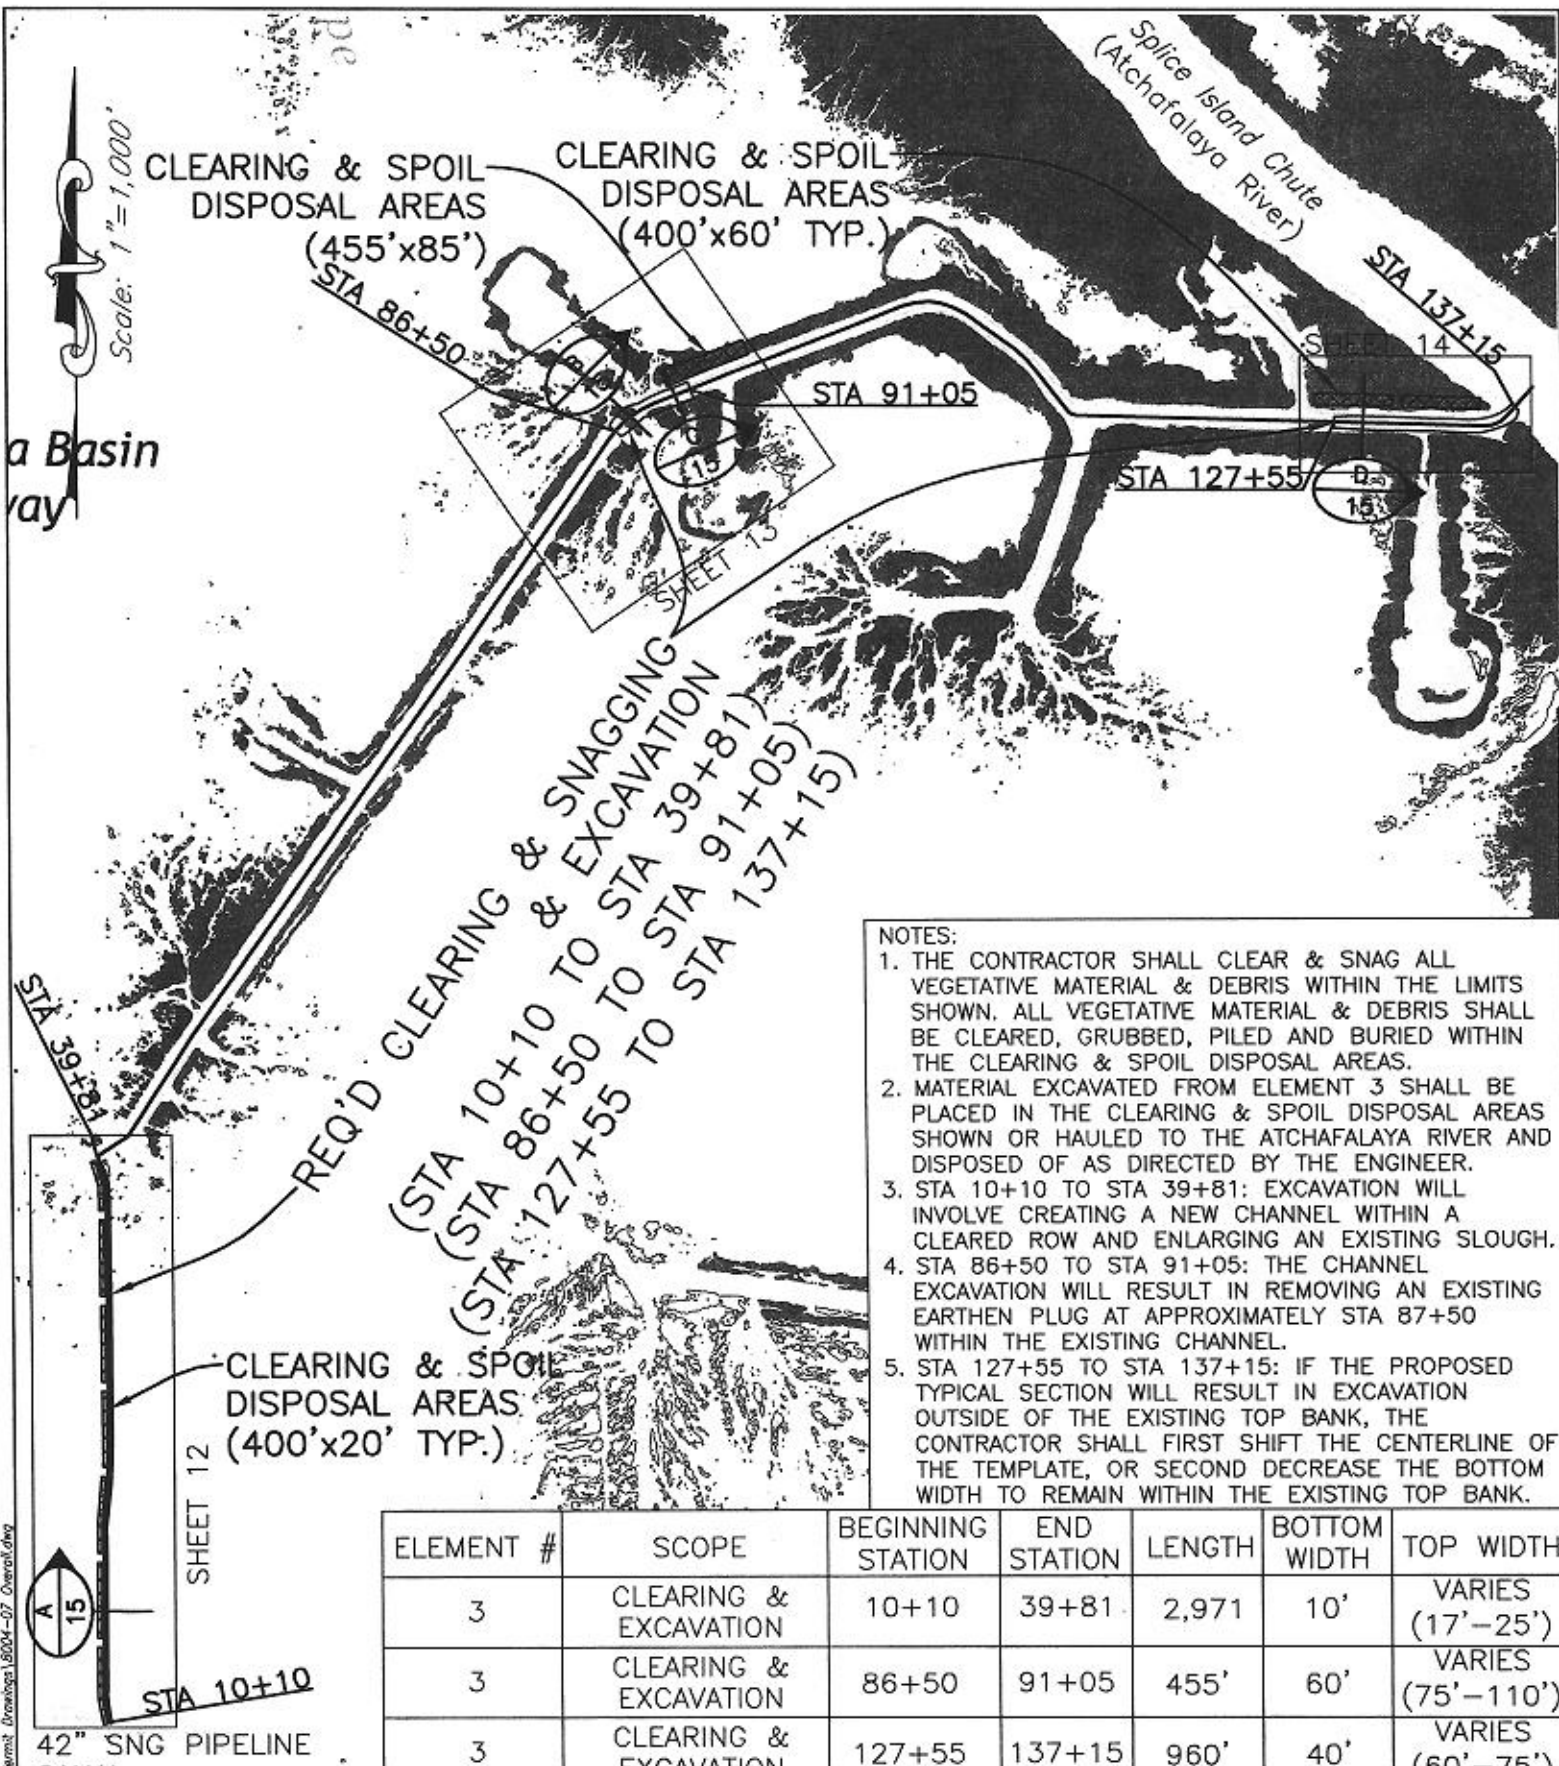 Splice Island Chute
(Atchafalaya River)
Scale: 1"=1,000'
CLEARING & SPOIL
DISPOSAL AREAS
(455'x85')
CLEARING & SPOIL
DISPOSAL AREAS
(400'x60' TYP.)
STA 137+15
STA 86+50
SHEET 14
STA 91+05
B
15
C
15
a Basin
way
STA 127+55
D
15
SHEET 13
REQ'D CLEARING & SNAGGING
& EXCAVATION
(STA 10+10 TO STA 39+81)
(STA 86+50 TO STA 91+05)
(STA 127+55 TO STA 137+15)
STA 39+81
NOTES:
1. THE CONTRACTOR SHALL CLEAR & SNAG ALL
VEGETATIVE MATERIAL & DEBRIS WITHIN THE LIMITS
SHOWN. ALL VEGETATIVE MATERIAL & DEBRIS SHALL
BE CLEARED, GRUBBED, PILED AND BURIED WITHIN
THE CLEARING & SPOIL DISPOSAL AREAS.
2. MATERIAL EXCAVATED FROM ELEMENT 3 SHALL BE
PLACED IN THE CLEARING & SPOIL DISPOSAL AREAS
SHOWN OR HAULED TO THE ATCHAFALAYA RIVER AND
DISPOSED OF AS DIRECTED BY THE ENGINEER.
3. STA 10+10 TO STA 39+81: EXCAVATION WILL
INVOLVE CREATING A NEW CHANNEL WITHIN A
CLEARED ROW AND ENLARGING AN EXISTING SLOUGH.
4. STA 86+50 TO STA 91+05: THE CHANNEL
EXCAVATION WILL RESULT IN REMOVING AN EXISTING
EARTHEN PLUG AT APPROXIMATELY STA 87+50
WITHIN THE EXISTING CHANNEL.
5. STA 127+55 TO STA 137+15: IF THE PROPOSED
TYPICAL SECTION WILL RESULT IN EXCAVATION
OUTSIDE OF THE EXISTING TOP BANK, THE
CONTRACTOR SHALL FIRST SHIFT THE CENTERLINE OF
THE TEMPLATE, OR SECOND DECREASE THE BOTTOM
WIDTH TO REMAIN WITHIN THE EXISTING TOP BANK.
CLEARING & SPOIL
DISPOSAL AREAS
(400'x20' TYP.)
SHEET 12
A
15
STA 10+10
42" SNG PIPELINE
ermit Drawings\8004-07 Overall.dwg
ELEMENT # SCOPE BEGINNING STATION END STATION LENGTH BOTTOM WIDTH TOP WIDTH
3 CLEARING & EXCAVATION 10+10 39+81 2,971 10' VARIES (17'-25')
3 CLEARING & EXCAVATION 86+50 91+05 455' 60' VARIES (75'-110')
3 CLEARING & EXCAVATION 127+55 137+15 960' 40' VARIES (60'-75')